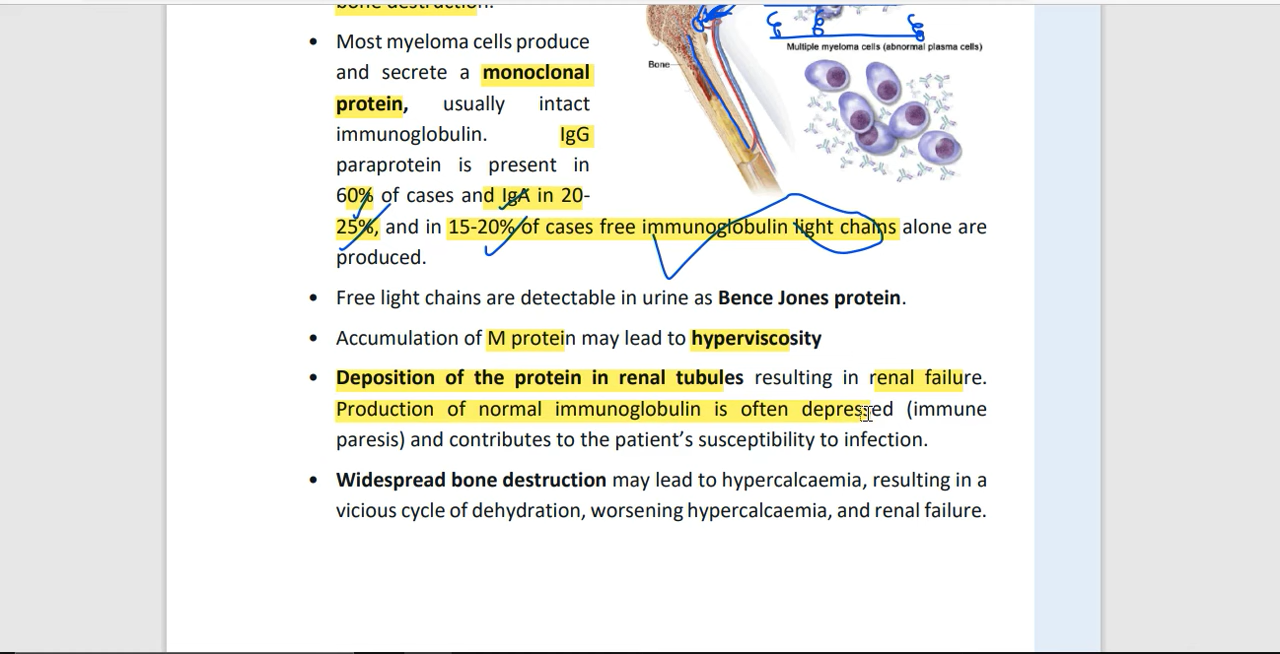 bone destruction.
• Most myeloma cells produce
and secrete a monoclonal
protein, usually intact
immunoglobulin. IgG
paraprotein is present in
60% of cases and IgA in 20-
25%, and in 15-20% of cases free immunoglobulin light chains alone are
produced.
Bone
Multiple myeloma cells (abnormal plasma cells)
• Free light chains are detectable in urine as Bence Jones protein.
• Accumulation of M protein may lead to hyperviscosity
• Deposition of the protein in renal tubules resulting in renal failure.
Production of normal immunoglobulin is often depressed (immune
paresis) and contributes to the patient’s susceptibility to infection.
• Widespread bone destruction may lead to hypercalcaemia, resulting in a
vicious cycle of dehydration, worsening hypercalcaemia, and renal failure.